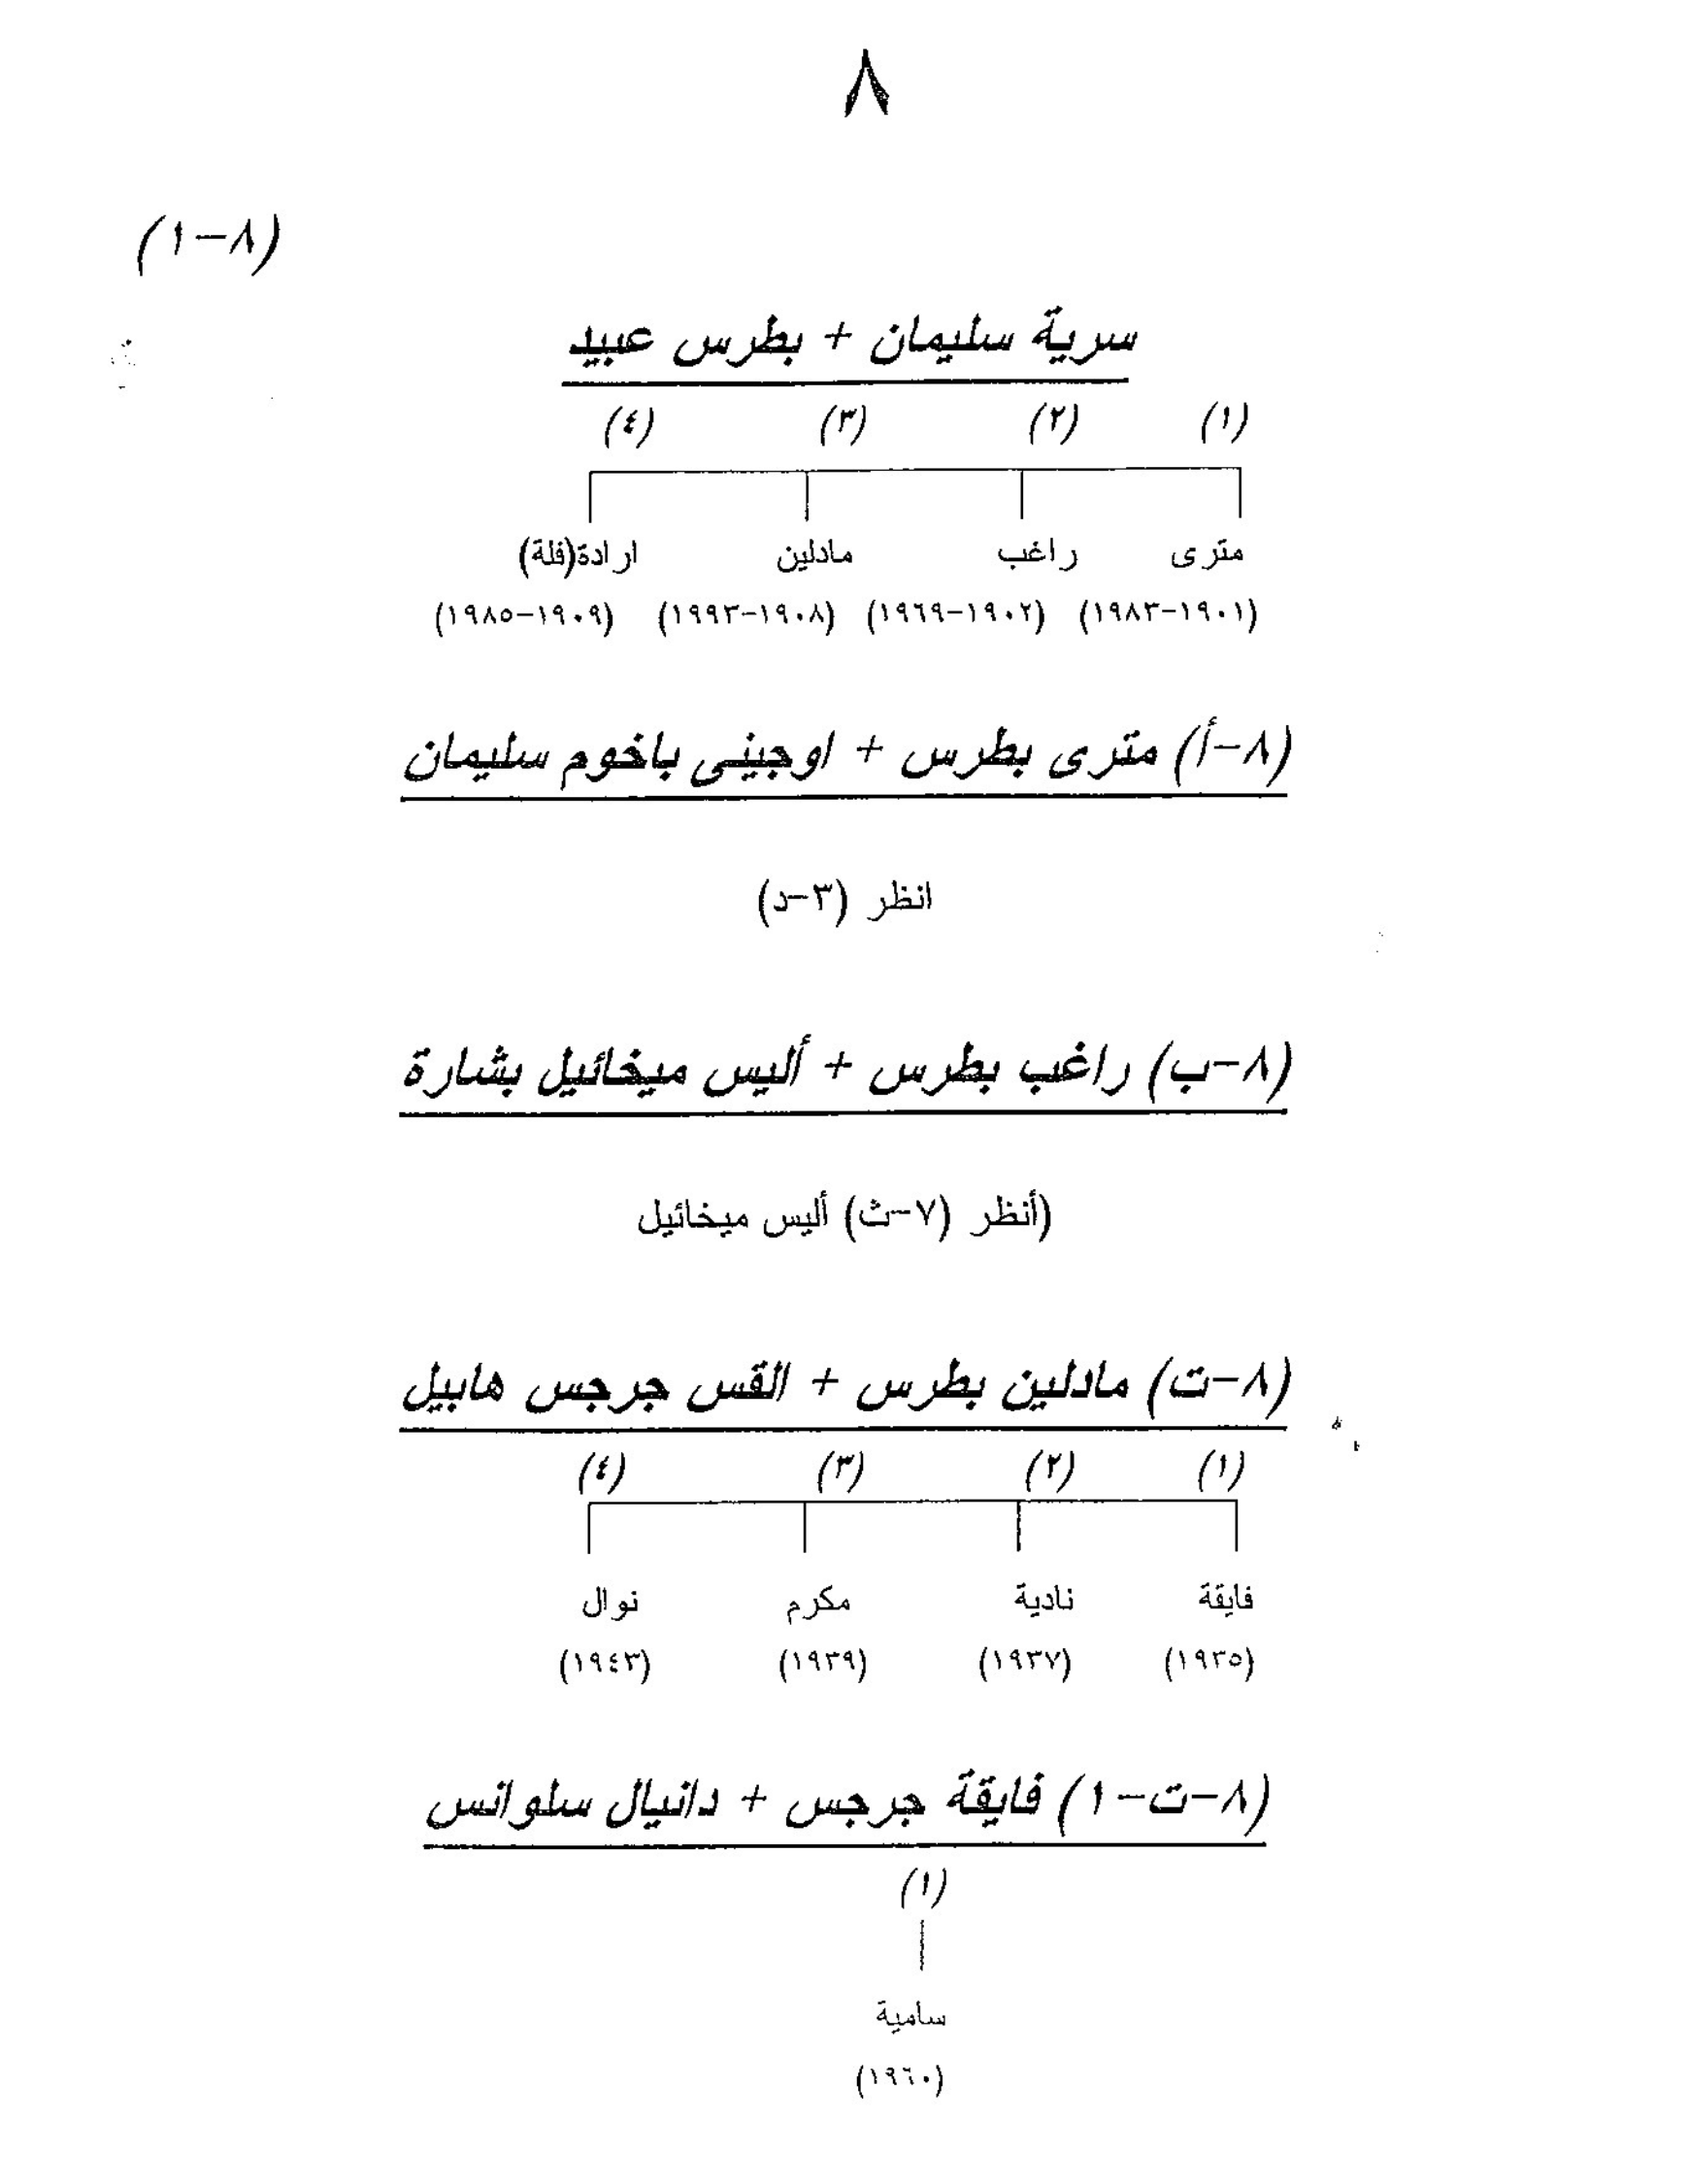 ٨
(٨-١)
سرية سليمان + بطرس عبيد
(١) (٢) (٣) (٤)
مترى راغب مادلين ارادة(فلة)
(١٩٠١-١٩٨٣) (١٩٠٢-١٩٦٩) (١٩٠٨-١٩٩٣) (١٩٠٩-١٩٨٥)
(٨-أ) مترى بطرس + اوجينى باخوم سليمان
انظر (٣-د)
(٨-ب) راغب بطرس + أليس ميخائيل بشارة
(أنظر (٧-ث) أليس ميخائيل
(٨-ت) مادلين بطرس + القس جرجس هابيل
(١) (٢) (٣) (٤)
فايقة نادية مكرم نوال
(١٩٣٥) (١٩٣٧) (١٩٣٩) (١٩٤٣)
(٨-ت-١) فايقة جرجس + دانيال سلوانس
(١)
سامية
(١٩٦٠)